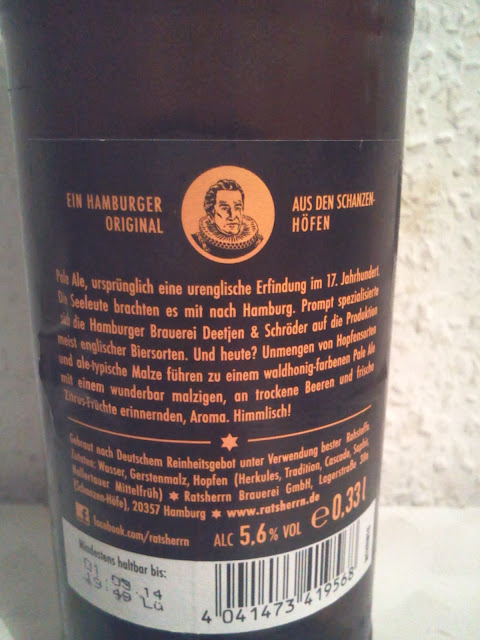 EIN HAMBURGER
ORIGINAL
AUS DEN SCHANZEN-
HÖFEN
Pale Ale, ursprünglich eine urenglische Erfindung im 17. Jahrhundert.
Die Seeleute brachten es mit nach Hamburg. Prompt spezialisierte
sich die Hamburger Brauerei Deetjen & Schröder auf die Produktion
meist englischer Biersorten. Und heute? Unmengen von Hopfensorten
und ale-typische Malze führen zu einem waldhonig-farbenen Pale Ale
mit einem wunderbar malzigen, an trockene Beeren und frische
Zitrus-Früchte erinnernden, Aroma. Himmlisch!
Gebraut nach Deutschem Reinheitsgebot unter Verwendung bester Rohstoffe.
Zutaten: Wasser, Gerstenmalz, Hopfen (Herkules, Tradition, Cascade, Saphir,
Hallertauer Mittelfrüh) ✶ Ratsherrn Brauerei GmbH, Lagerstraße 30a
(Schanzen-Höfe), 20357 Hamburg ✶ www.ratsherrn.de
facebook.com/ratsherrn
ALC 5,6% VOL e 0,33l
Mindestens haltbar bis:
01 09 14
Lü
4 041473 419568